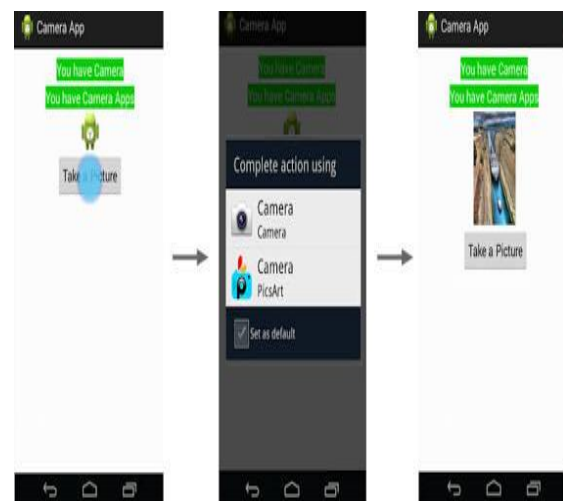 Camera App
You have Camera
You have Camera Apps
Take a Picture
Camera App
You have Camera
You have Camera Apps
Complete action using
Camera
Camera
Camera
PicsArt
Set as default
Camera App
You have Camera
You have Camera Apps
Take a Picture